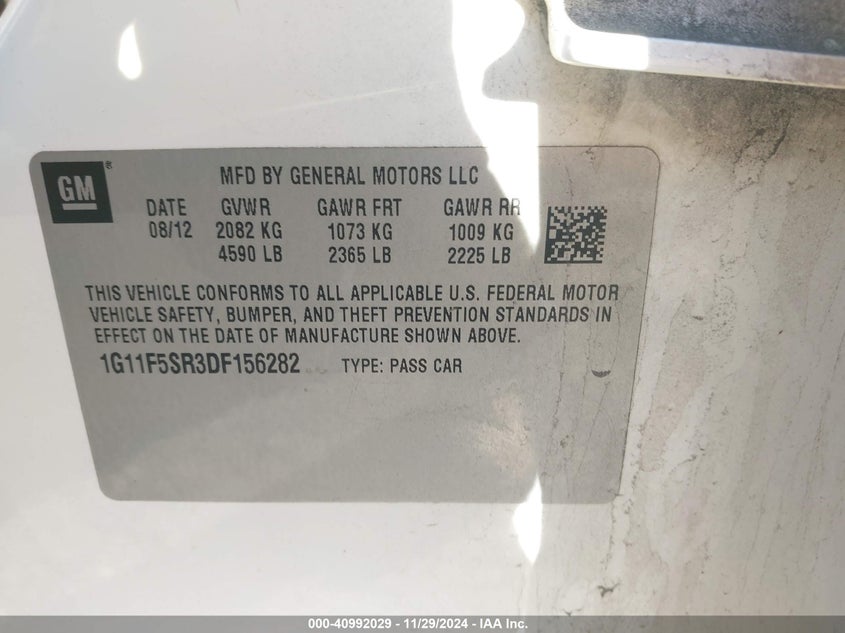 GM ®
MFD BY GENERAL MOTORS LLC
DATE GVWR GAWR FRT GAWR RR
08/12 2082 KG 1073 KG 1009 KG
4590 LB 2365 LB 2225 LB
THIS VEHICLE CONFORMS TO ALL APPLICABLE U.S. FEDERAL MOTOR
VEHICLE SAFETY, BUMPER, AND THEFT PREVENTION STANDARDS IN
EFFECT ON THE DATE OF MANUFACTURE SHOWN ABOVE.
1G11F5SR3DF156282 TYPE: PASS CAR
000-40992029 - 11/29/2024 - IAA Inc.